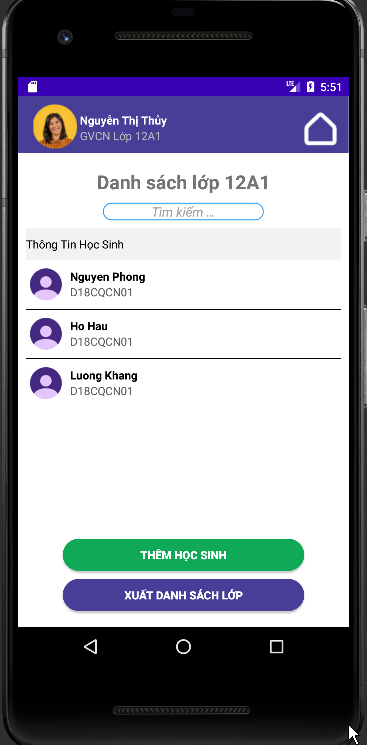 LTE 5:51
Nguyễn Thị Thủy
GVCN Lớp 12A1
Danh sách lớp 12A1
Tìm kiếm ...
Thông Tin Học Sinh
Nguyen Phong
D18CQCN01
Ho Hau
D18CQCN01
Luong Khang
D18CQCN01
THÊM HỌC SINH
XUẤT DANH SÁCH LỚP